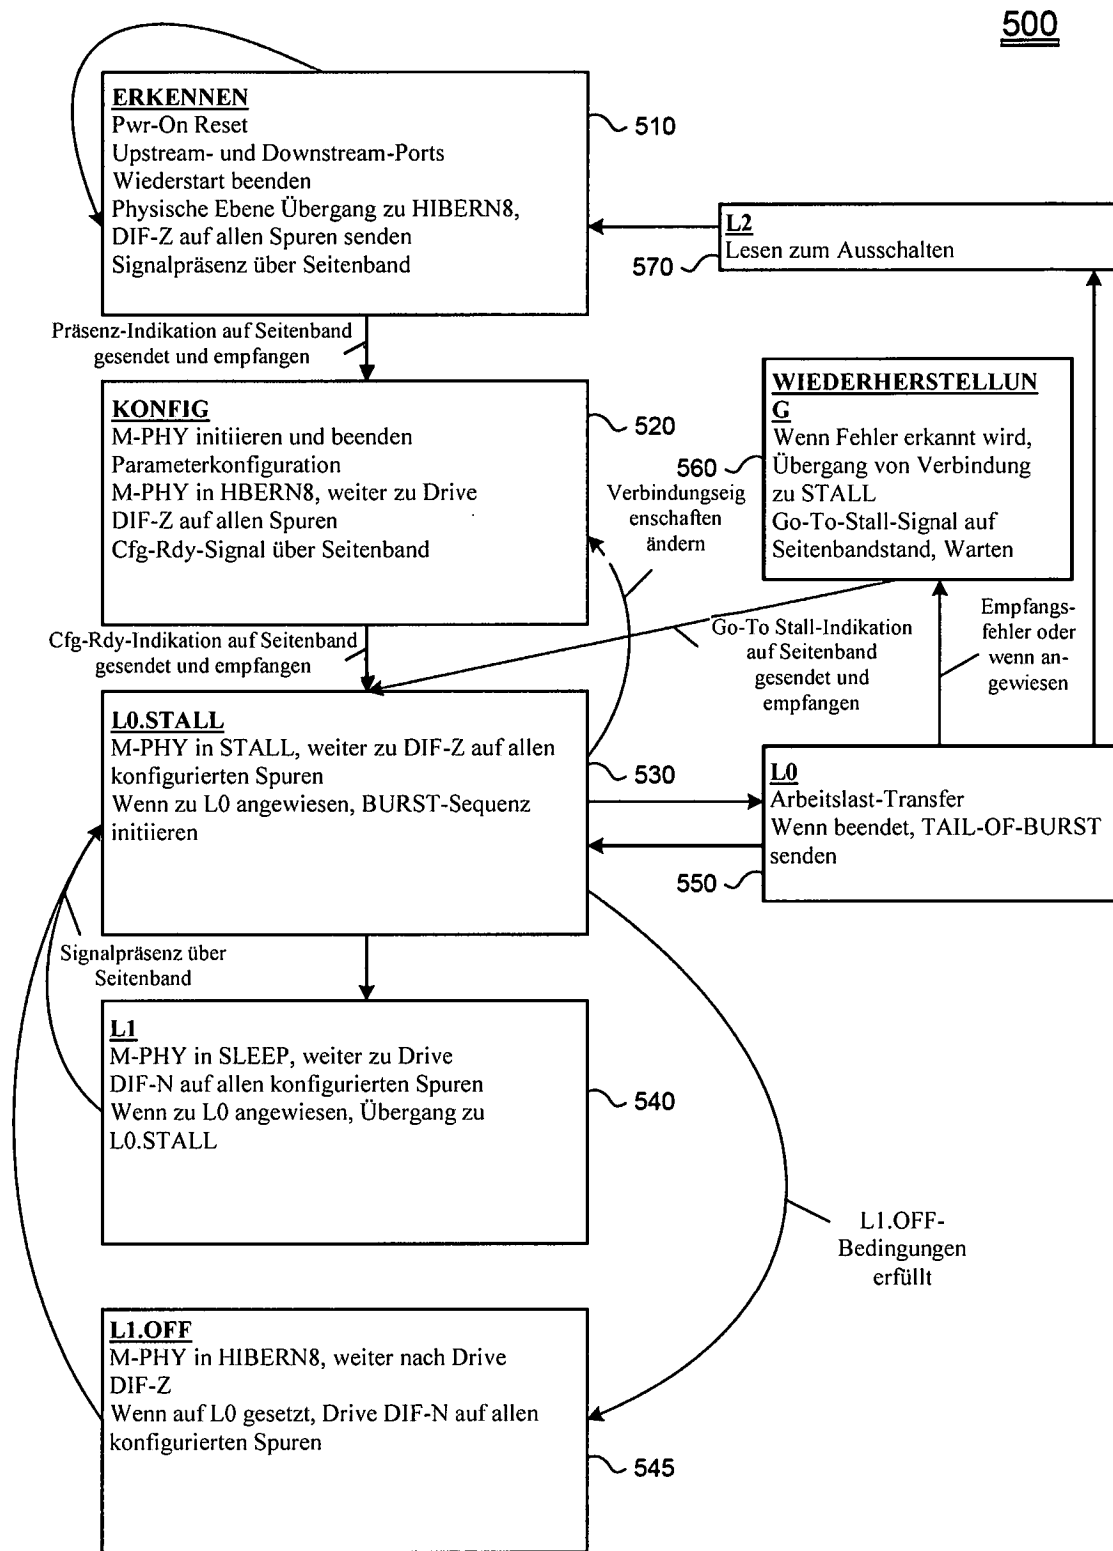 500
ERKENNEN
Pwr-On Reset
Upstream- und Downstream-Ports
Wiederstart beenden
Physische Ebene Übergang zu HIBERN8,
DIF-Z auf allen Spuren senden
Signalpräsenz über Seitenband
510
L2
Lesen zum Ausschalten
570
Präsenz-Indikation auf Seitenband
gesendet und empfangen
KONFIG
M-PHY initiieren und beenden
Parameterkonfiguration
M-PHY in HBERN8, weiter zu Drive
DIF-Z auf allen Spuren
Cfg-Rdy-Signal über Seitenband
520
WIEDERHERSTELLUN
G
Wenn Fehler erkannt wird,
Übergang von Verbindung
zu STALL
Go-To-Stall-Signal auf
Seitenbandstand, Warten
560
Verbindungseig
enschaften
ändern
Cfg-Rdy-Indikation auf Seitenband
gesendet und empfangen
Go-To Stall-Indikation
auf Seitenband
gesendet und
empfangen
Empfangs-
fehler oder
wenn an-
gewiesen
L0.STALL
M-PHY in STALL, weiter zu DIF-Z auf allen
konfigurierten Spuren
Wenn zu L0 angewiesen, BURST-Sequenz
initiieren
530
L0
Arbeitslast-Transfer
Wenn beendet, TAIL-OF-BURST
senden
550
Signalpräsenz über
Seitenband
L1
M-PHY in SLEEP, weiter zu Drive
DIF-N auf allen konfigurierten Spuren
Wenn zu L0 angewiesen, Übergang zu
L0.STALL
540
L1.OFF-
Bedingungen
erfüllt
L1.OFF
M-PHY in HIBERN8, weiter nach Drive
DIF-Z
Wenn auf L0 gesetzt, Drive DIF-N auf allen
konfigurierten Spuren
545